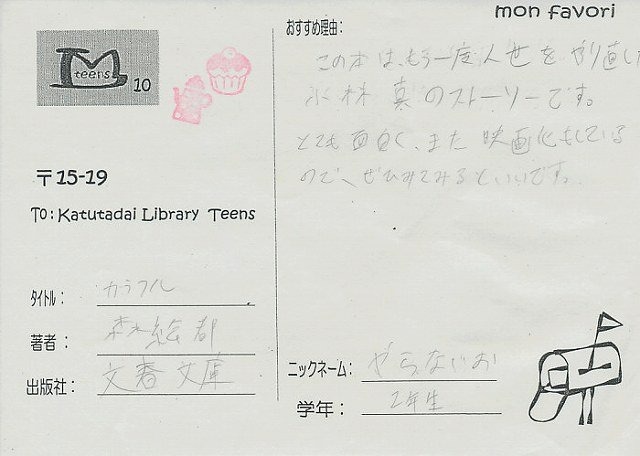 mon favori
おすすめ理由:
この本は、もう一度人世をやり直し
小林真のストーリーです。
とても面白く、また映画化もしている
ので、ぜひみてみるといいです。
TM
teens
10
〒15-19
TO: Katutadai Library Teens
タイトル: カラフル
著者: 森絵都
出版社: 文春文庫
ニックネーム: やらないお
学年: 2年生